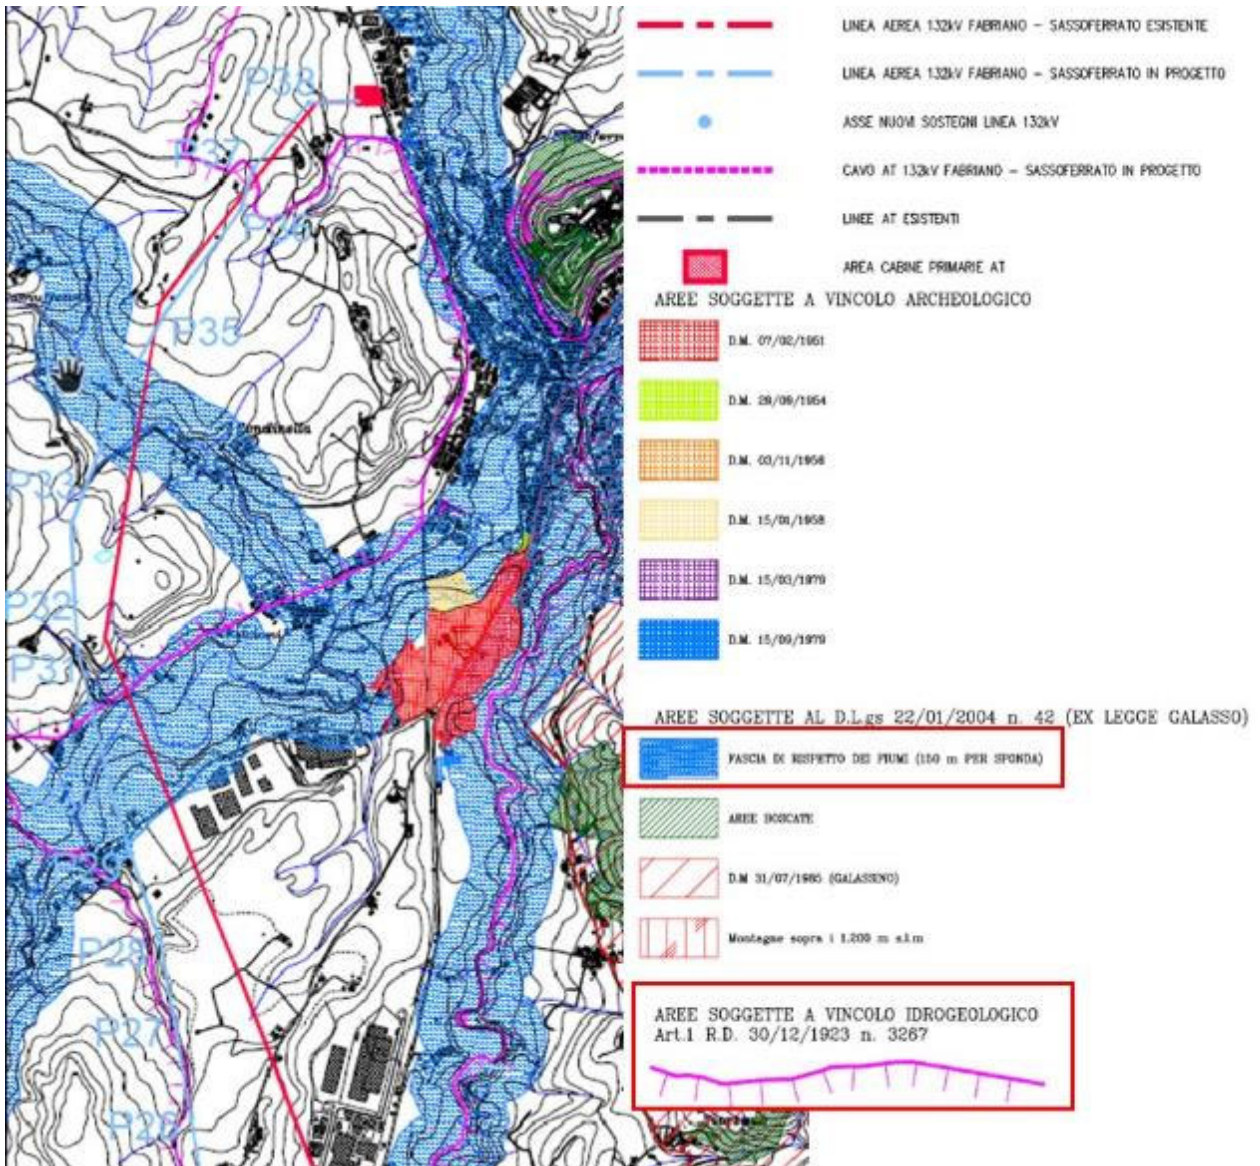 LINEA AEREA 132kV FABRIANO - SASSOFERRATO ESISTENTE
LINEA AEREA 132kV FABRIANO - SASSOFERRATO IN PROGETTO
ASSE NUOVI SOSTEGNI LINEA 132kV
CAVO AT 132kV FABRIANO - SASSOFERRATO IN PROGETTO
LINEE AT ESISTENTI
AREA CABINE PRIMARIE AT
AREE SOGGETTE A VINCOLO ARCHEOLOGICO
D.M. 07/02/1951
D.M. 03/11/1956
D.M. 15/01/1958
D.M. 15/03/1979
D.M. 15/09/1979
AREE SOGGETTE AL D.Lgs 22/01/2004 n. 42 (EX LEGGE GALASSO)
FASCIA DI RISPETTO DEI FIUMI (150 m PER SPONDA)
AREE BOSCATE
D.M 31/07/1985 (GALASSINO)
Montagne sopra i 1.200 m s.l.m
AREE SOGGETTE A VINCOLO IDROGEOLOGICO
Art.1 R.D. 30/12/1923 n. 3267
P38
P37
P35
P33
P32
P31
P28
P27
P26